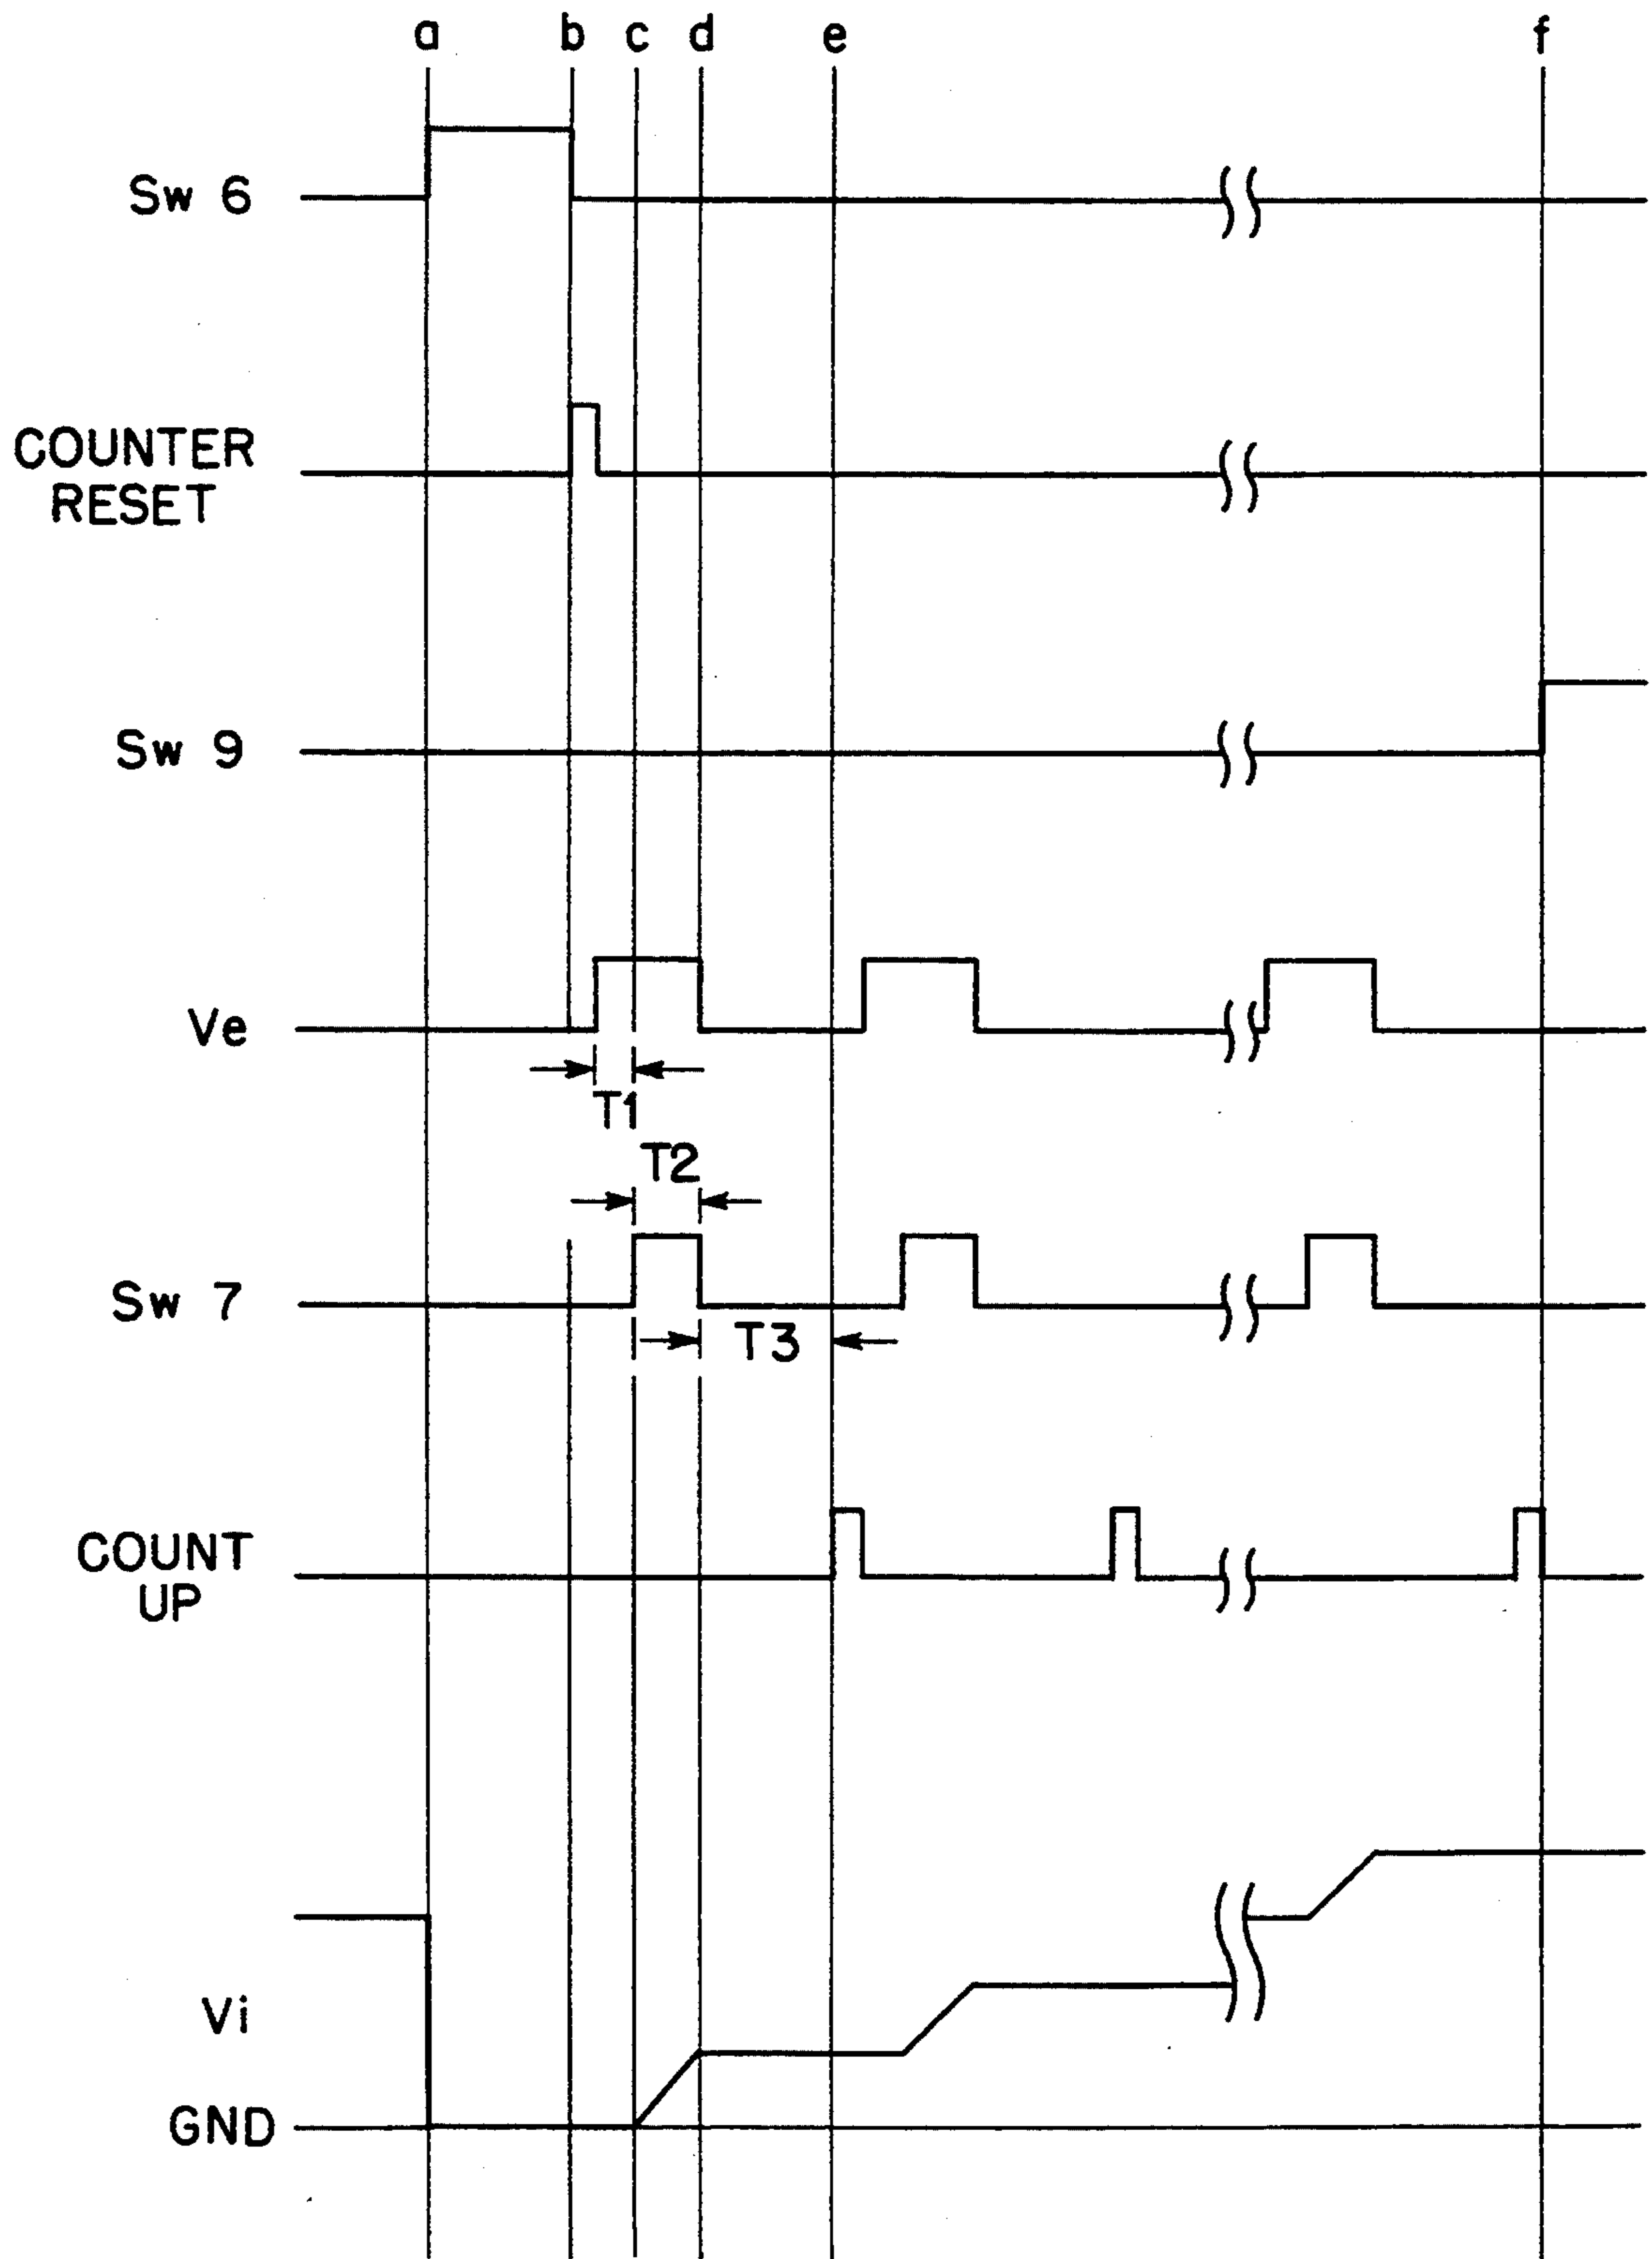 a b c d e f
Sw 6
COUNTER
RESET
Sw 9
Ve
T1
T2
Sw 7
T3
COUNT
UP
Vi
GND